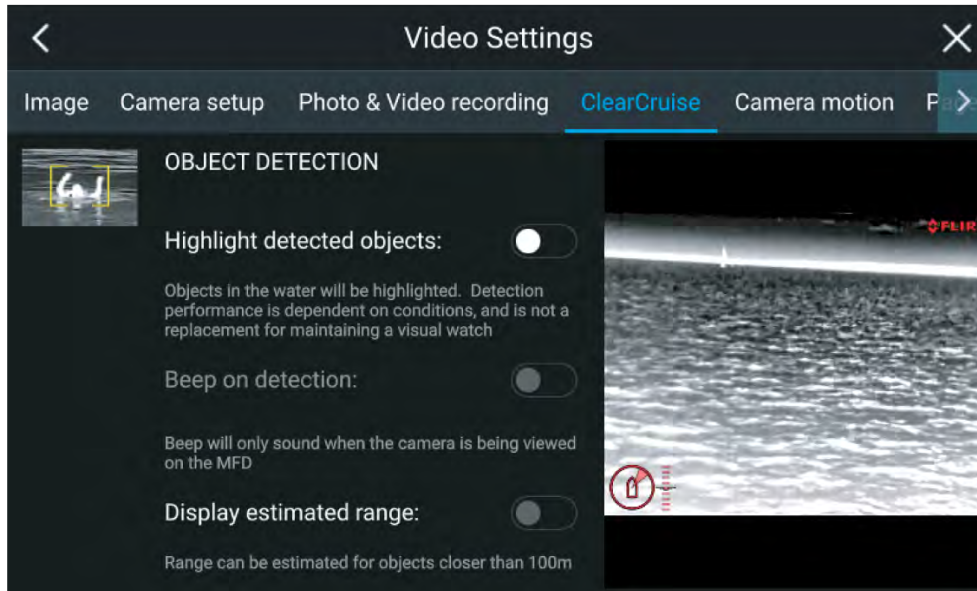 Video Settings
Image Camera setup Photo & Video recording ClearCruise Camera motion
OBJECT DETECTION
Highlight detected objects:
Objects in the water will be highlighted. Detection
performance is dependent on conditions, and is not a
replacement for maintaining a visual watch
Beep on detection:
Beep will only sound when the camera is being viewed
on the MFD
Display estimated range:
Range can be estimated for objects closer than 100m
FLIR